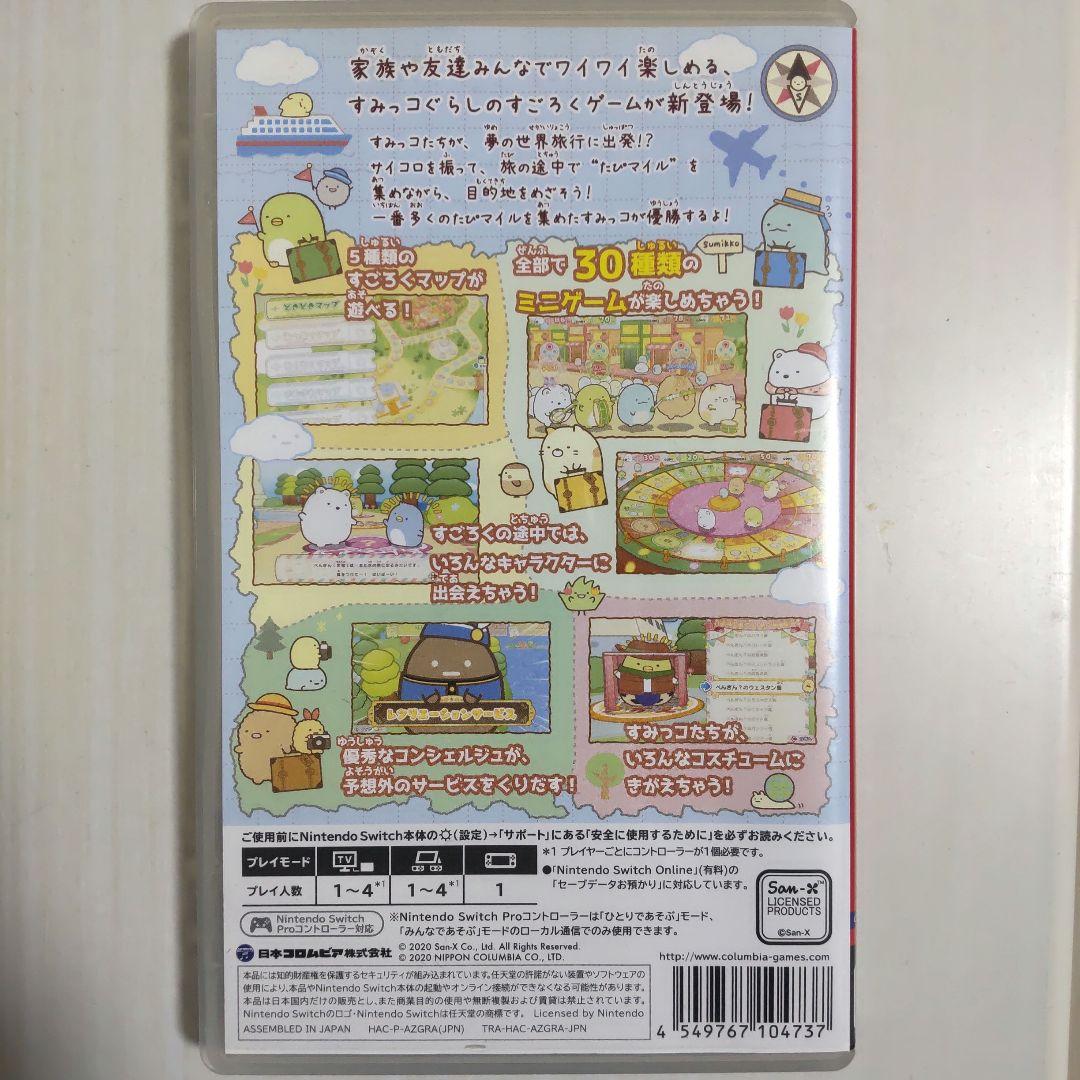 家族や友達みんなでワイワイ楽しめる、
すみっコぐらしのすごろくゲームが新登場!
すみっコたちが、夢の世界旅行に出発!?
サイコロを振って、旅の途中で“たびマイル”を
集めながら、目的地をめざそう!
一番多くのたびマイルを集めたすみっコが優勝するよ!
5種類の
すごろくマップが
遊べる!
sumikko
全部で30種類の
ミニゲームが楽しめちゃう!
すごろくの途中では、
いろんなキャラクターに
出会えちゃう!
レクリエーションサービス
優秀なコンシェルジュが、
予想外のサービスをくりだす!
ぺんぎん?のウェスタン風
すみっコたちが、
いろんなコスチュームに
きがえちゃう!
ご使用前にNintendo Switch本体の(設定)→「サポート」にある「安全に使用するために」を必ずお読みください。
プレイモード TV
プレイ人数 1~4*1 1~4*1 1
*1 プレイヤーごとにコントローラーが1個必要です。
●「Nintendo Switch Online」(有料)の
「セーブデータお預かり」に対応しています。
San-X™
LICENSED
PRODUCTS
©San-X
Nintendo Switch
Proコントローラー対応
※Nintendo Switch Proコントローラーは「ひとりであそぶ」モード、
「みんなであそぶ」モードのローカル通信でのみ使用できます。
日本コロムビア株式会社
© 2020 San-X Co., Ltd. All Rights Reserved.
© 2020 NIPPON COLUMBIA CO., LTD.
http://www.columbia-games.com
本品には知的財産権を保護するセキュリティが組み込まれています。任天堂の許諾がない装置やソフトウェアの
使用により、本品やNintendo Switch本体の起動やオンライン接続ができなくなる可能性があります。
本品は日本国内だけの販売とし、また商業目的の使用や無断複製および賃貸は禁止されています。
Nintendo Switchのロゴ・Nintendo Switchは任天堂の商標です。 Licensed by Nintendo
ASSEMBLED IN JAPAN HAC-P-AZGRA(JPN) TRA-HAC-AZGRA-JPN
4 549767 104737